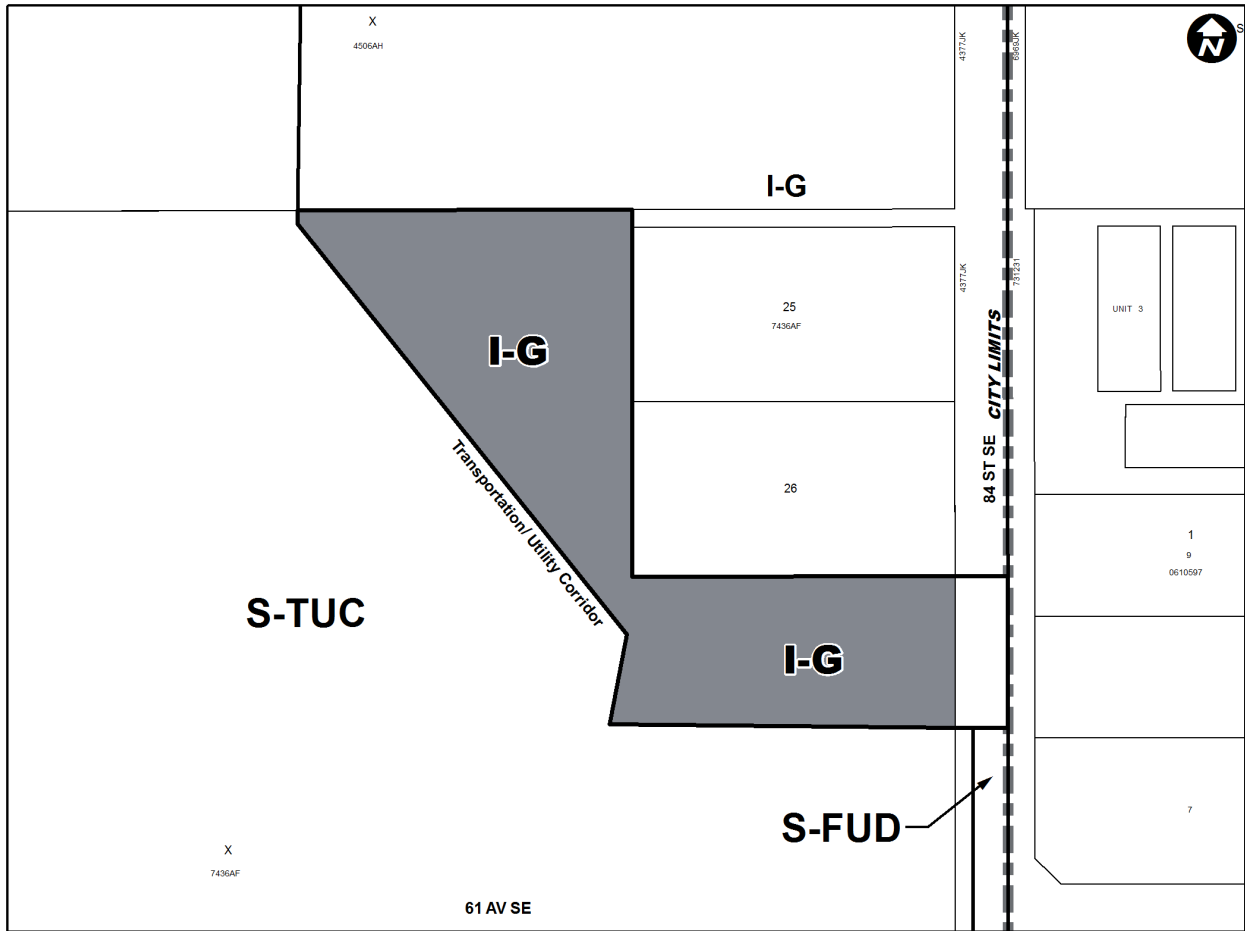 X
4506AH
4377JK
6969JK
N
S
I-G
25
7436AF
4377JK
731231
UNIT 3
I-G
CITY LIMITS
84 ST SE
Transportation/ Utility Corridor
26
1
9
0610597
S-TUC
I-G
S-FUD
7
X
7436AF
61 AV SE